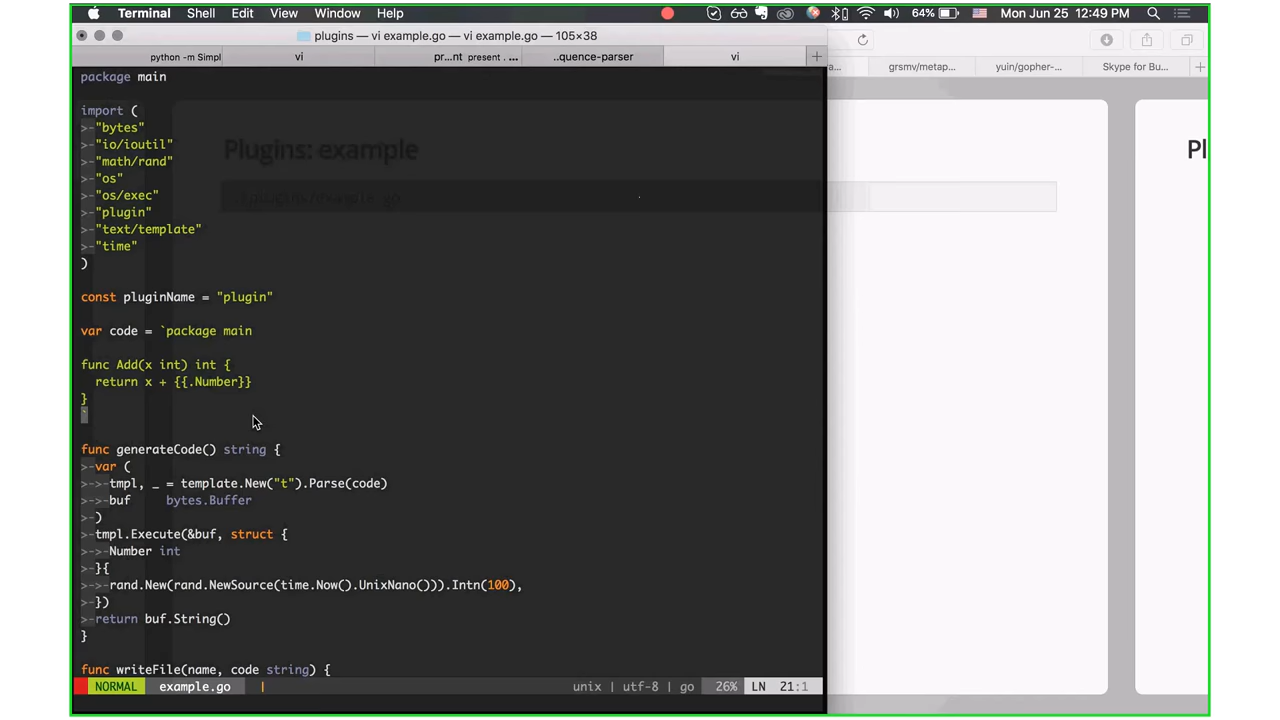 Terminal Shell Edit View Window Help 64% Mon Jun 25 12:49 PM
plugins — vi example.go — vi example.go — 105×38
python -m Simpl vi pr...nt present . ... ..quence-parser vi +
a... grsmv/metap... yuin/gopher-... Skype for Bu... +
package main
import (
>-"bytes"
>-"io/ioutil"
>-"math/rand"
>-"os"
>-"os/exec"
>-"plugin"
>-"text/template"
>-"time"
)
const pluginName = "plugin"
var code = `package main
func Add(x int) int {
return x + {{.Number}}
}
`
func generateCode() string {
>-var (
>->-tmpl, _ = template.New("t").Parse(code)
>->-buf bytes.Buffer
>-)
>-tmpl.Execute(&buf, struct {
>->-Number int
>-}{
>->-rand.New(rand.NewSource(time.Now().UnixNano())).Intn(100),
>-})
>-return buf.String()
}
func writeFile(name, code string) {
NORMAL example.go | unix | utf-8 | go 26% LN 21:1
Plugins: example
Pl